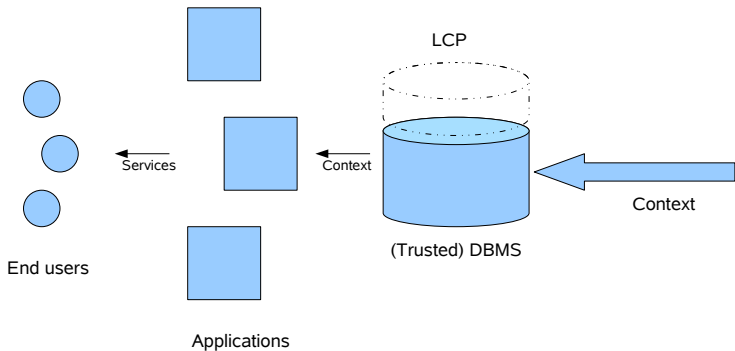 LCP
Services
Context
Context
(Trusted) DBMS
End users
Applications